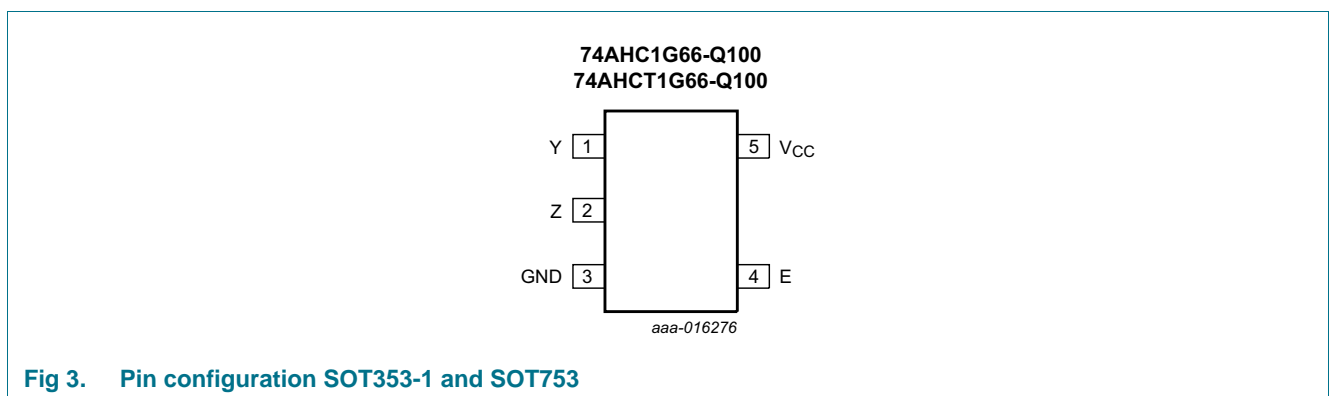 74AHC1G66-Q100
74AHCT1G66-Q100
Y 1 5 VCC
Z 2
GND 3 4 E
aaa-016276
Fig 3. Pin configuration SOT353-1 and SOT753